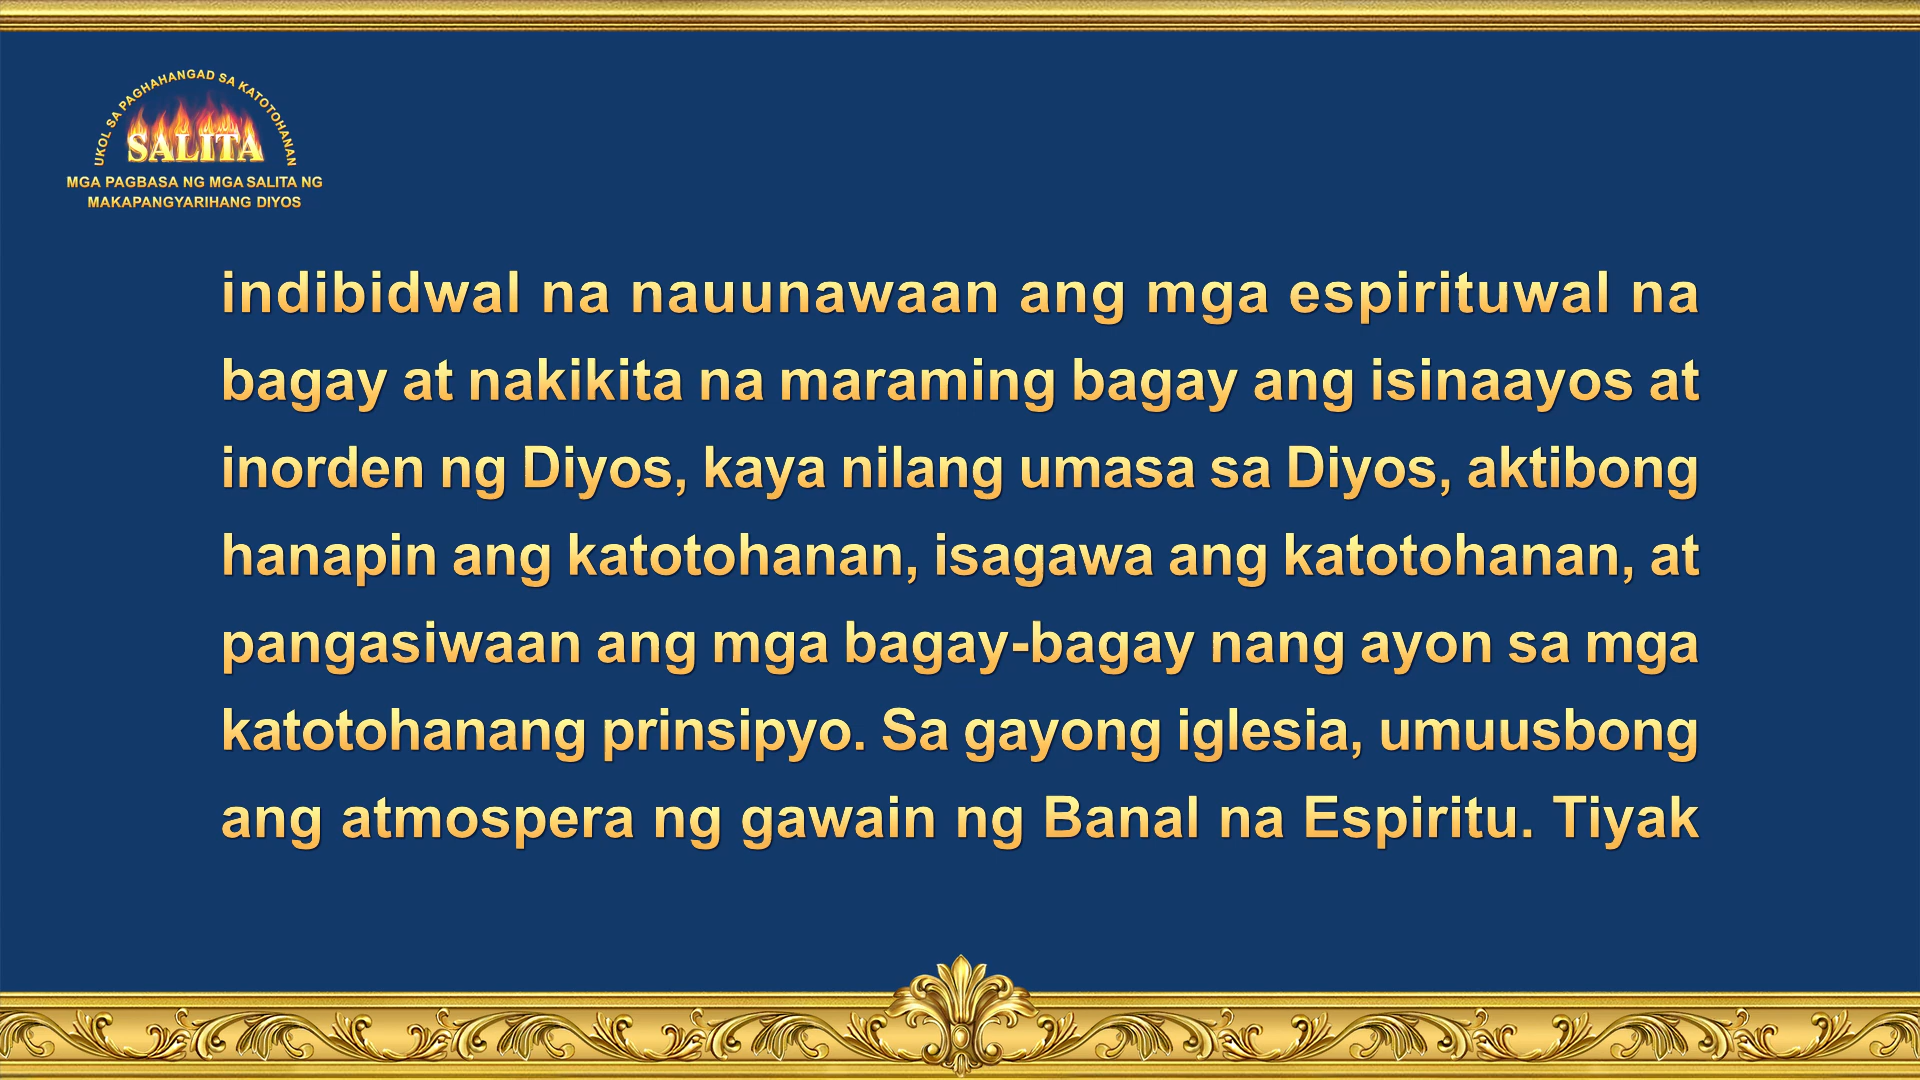 UKOL SA PAGHAHANGAD SA KATOTOHANAN
SALITA
MGA PAGBASA NG MGA SALITA NG
MAKAPANGYARIHANG DIYOS
indibidwal na nauunawaan ang mga espirituwal na
bagay at nakikita na maraming bagay ang isinaayos at
inorden ng Diyos, kaya nilang umasa sa Diyos, aktibong
hanapin ang katotohanan, isagawa ang katotohanan, at
pangasiwaan ang mga bagay-bagay nang ayon sa mga
katotohanang prinsipyo. Sa gayong iglesia, umuusbong
ang atmospera ng gawain ng Banal na Espiritu. Tiyak